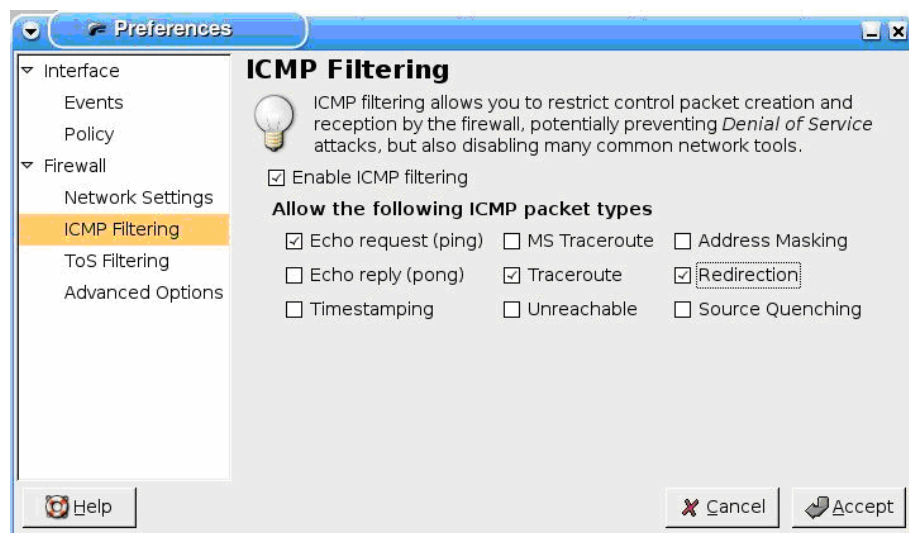 Preferences
Interface
Events
Policy
Firewall
Network Settings
ICMP Filtering
ToS Filtering
Advanced Options
ICMP Filtering
ICMP filtering allows you to restrict control packet creation and
reception by the firewall, potentially preventing Denial of Service
attacks, but also disabling many common network tools.
Enable ICMP filtering
Allow the following ICMP packet types
Echo request (ping) MS Traceroute Address Masking
Echo reply (pong) Traceroute Redirection
Timestamping Unreachable Source Quenching
Help Cancel Accept